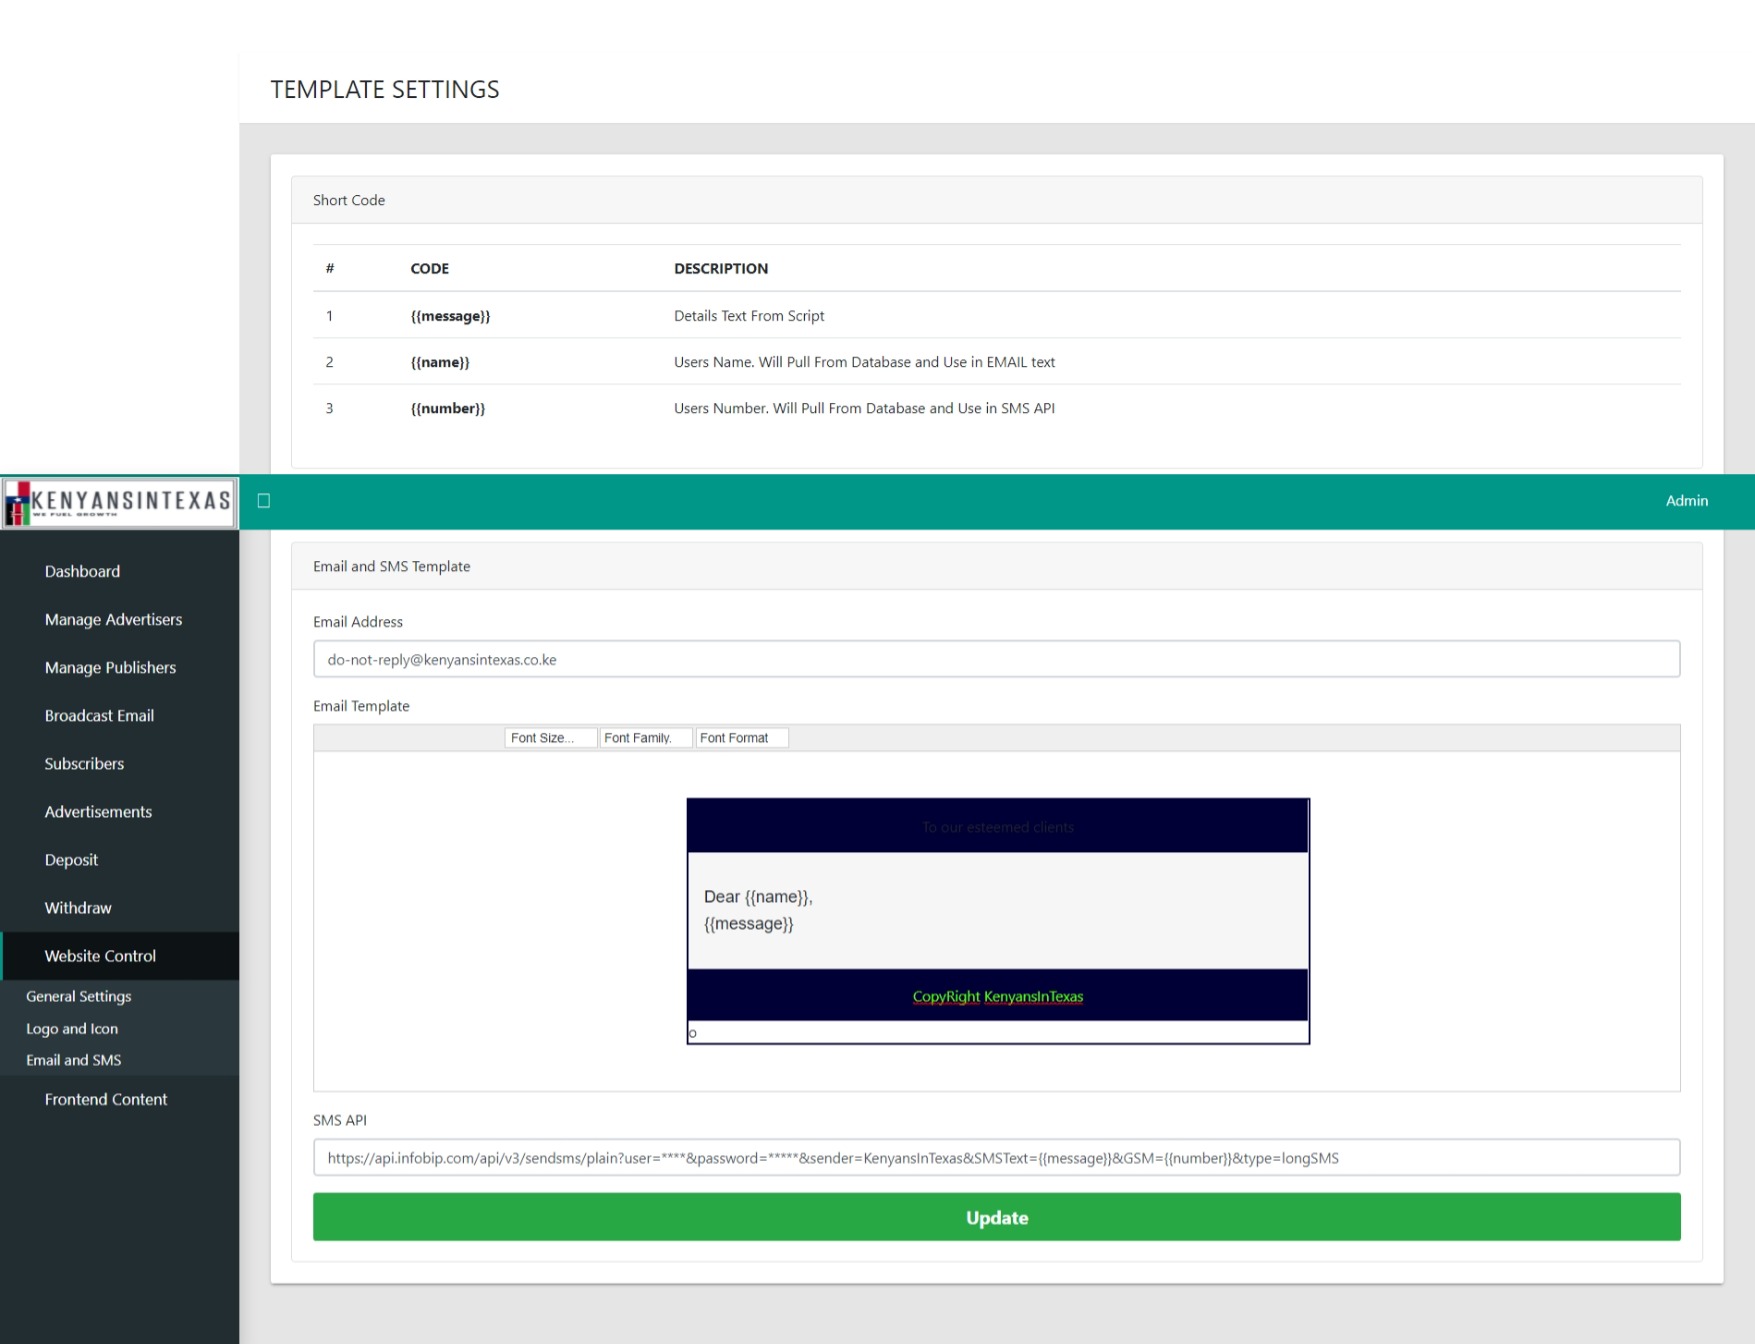 TEMPLATE SETTINGS
Short Code
# CODE DESCRIPTION
1 {{message}} Details Text From Script
2 {{name}} Users Name. Will Pull From Database and Use in EMAIL text
3 {{number}} Users Number. Will Pull From Database and Use in SMS API
KENYANSINTEXAS
WE FUEL GROWTH
Admin
Dashboard
Manage Advertisers
Manage Publishers
Broadcast Email
Subscribers
Advertisements
Deposit
Withdraw
Website Control
General Settings
Logo and Icon
Email and SMS
Frontend Content
Email and SMS Template
Email Address
do-not-reply@kenyansintexas.co.ke
Email Template
Font Size... Font Family. Font Format
To our esteemed clients
Dear {{name}},
{{message}}
CopyRight KenyansInTexas
o
SMS API
https://api.infobip.com/api/v3/sendsms/plain?user=****&password=*****&sender=KenyansInTexas&SMSText={{message}}&GSM={{number}}&type=longSMS
Update